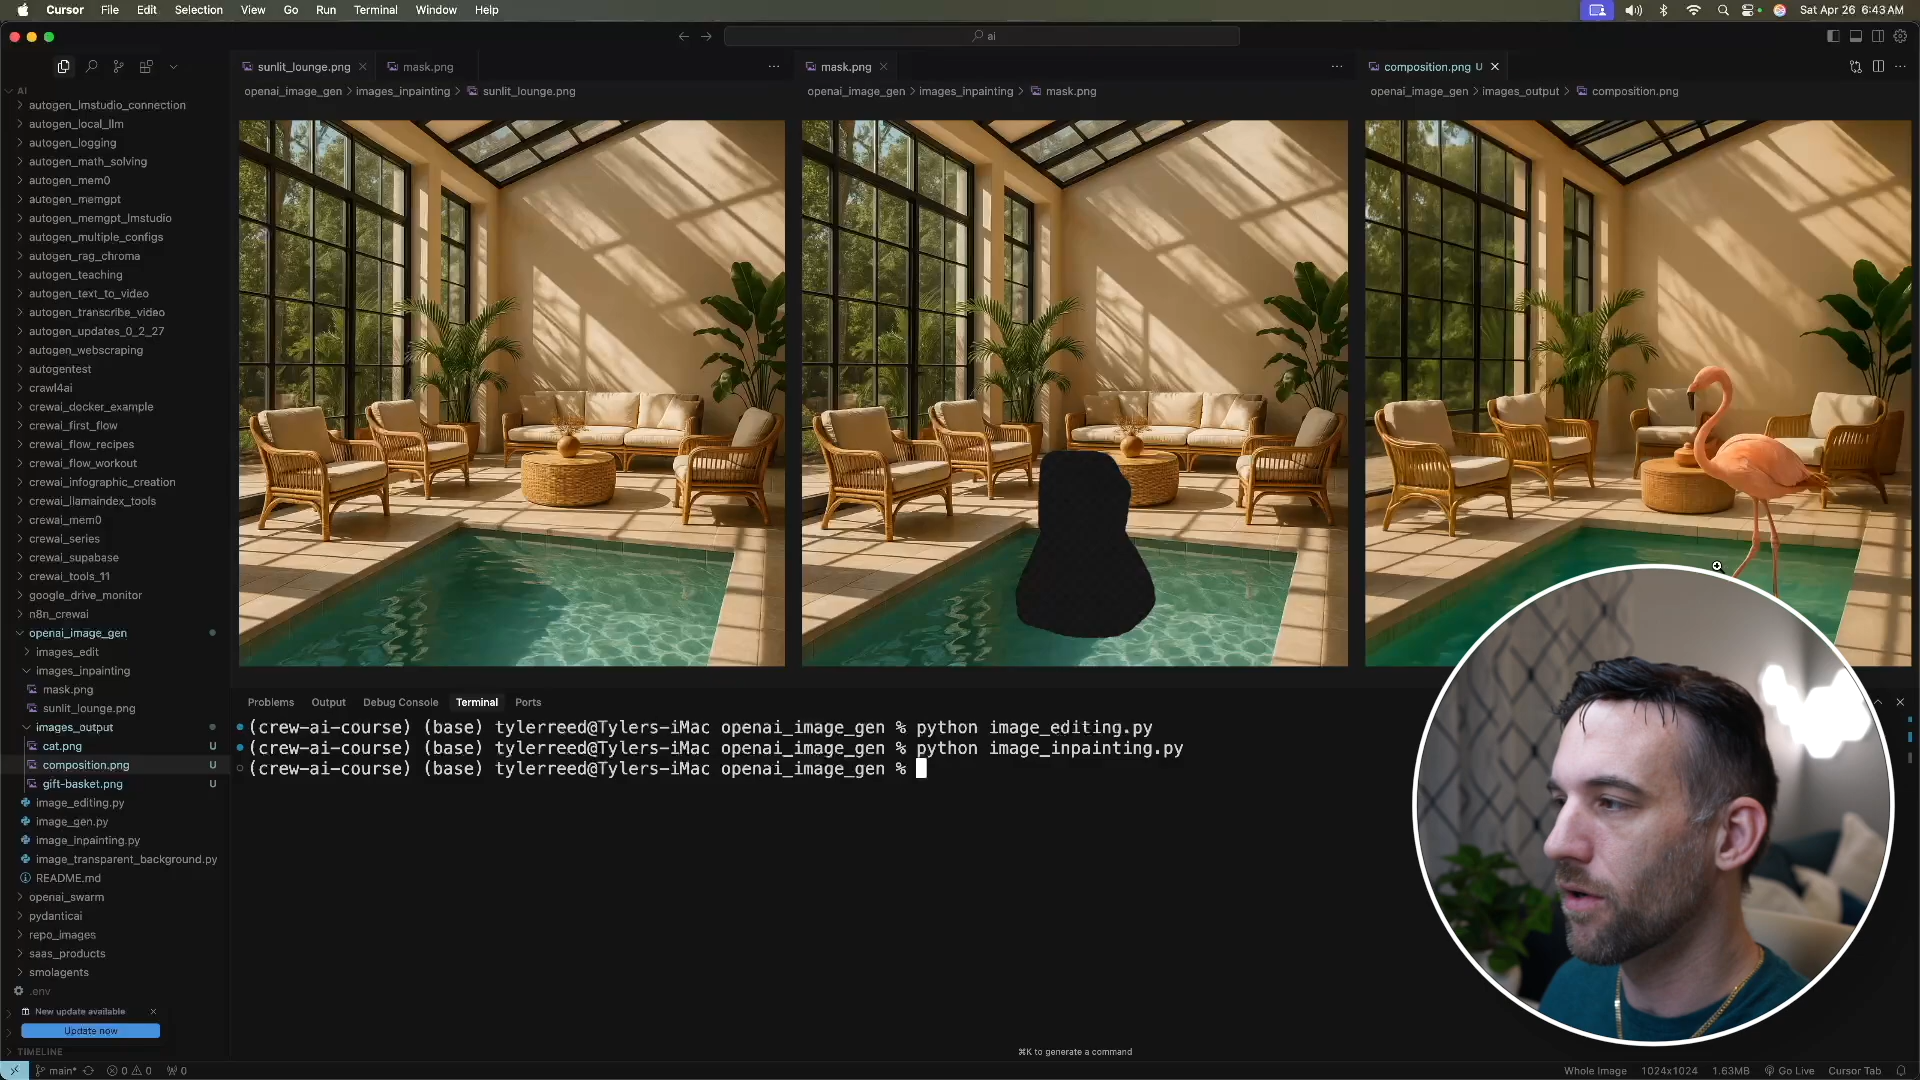 Cursor File Edit Selection View Go Run Terminal Window Help
Sat Apr 26 6:43 AM
ai
sunlit_lounge.png
mask.png
mask.png
composition.png U
AI
openai_image_gen > images_inpainting > sunlit_lounge.png
openai_image_gen > images_inpainting > mask.png
openai_image_gen > images_output > composition.png
autogen_lmstudio_connection
autogen_local_llm
autogen_logging
autogen_math_solving
autogen_mem0
autogen_memgpt
autogen_memgpt_lmstudio
autogen_multiple_configs
autogen_rag_chroma
autogen_teaching
autogen_text_to_video
autogen_transcribe_video
autogen_updates_0_2_27
autogen_webscraping
autogentest
crawl4ai
crewai_docker_example
crewai_first_flow
crewai_flow_recipes
crewai_flow_workout
crewai_infographic_creation
crewai_llamaindex_tools
crewai_mem0
crewai_series
crewai_supabase
crewai_tools_11
google_drive_monitor
n8n_crewai
openai_image_gen
images_edit
images_inpainting
mask.png
sunlit_lounge.png
images_output
cat.png U
composition.png U
gift-basket.png U
image_editing.py
image_gen.py
image_inpainting.py
image_transparent_background.py
README.md
openai_swarm
pydanticai
repo_images
saas_products
smolagents
.env
New update available
Update now
TIMELINE
Problems Output Debug Console Terminal Ports
(crew-ai-course) (base) tylerreed@Tylers-iMac openai_image_gen % python image_editing.py
(crew-ai-course) (base) tylerreed@Tylers-iMac openai_image_gen % python image_inpainting.py
(crew-ai-course) (base) tylerreed@Tylers-iMac openai_image_gen %
⌘K to generate a command
main* 0 0 0
Whole Image 1024x1024 1.63MB Go Live Cursor Tab